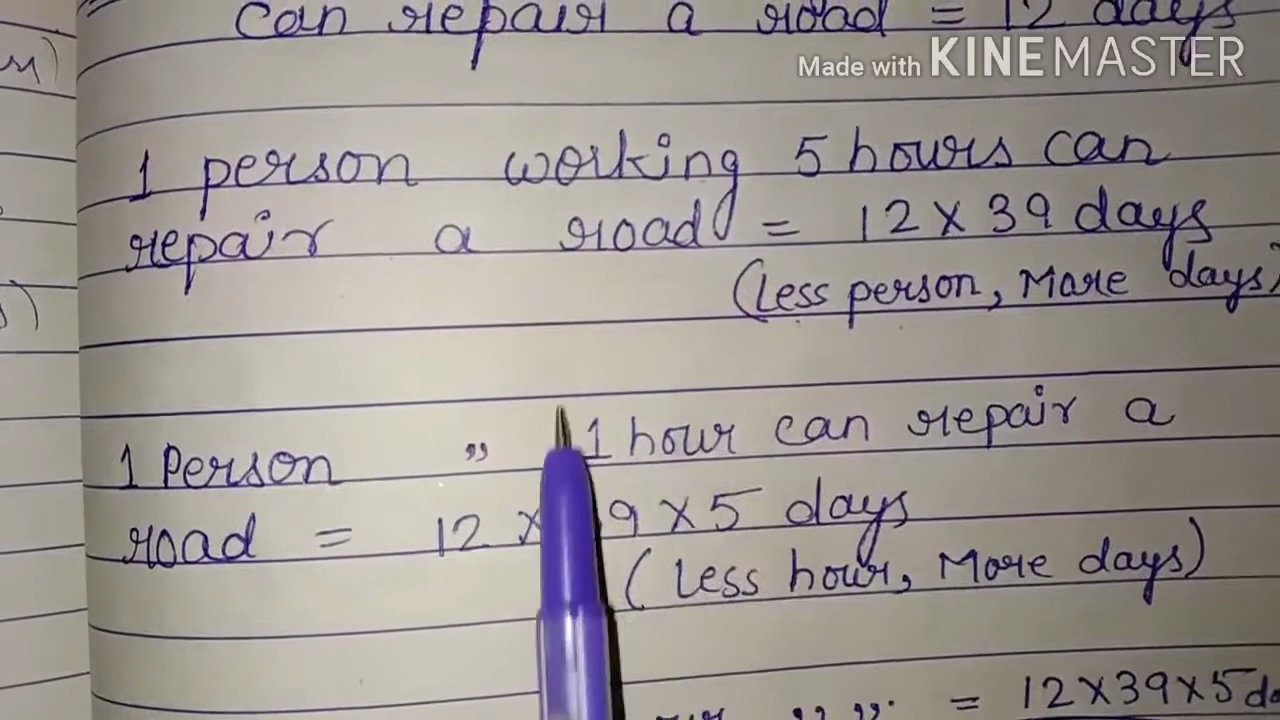 can repair a road = 12 days
Made with KINEMASTER
1 person working 5 hours can
repair a road = 12 x 39 days
(Less person, More days)
1 Person " 1 hour can repair a
road = 12 x 9 x 5 days
(Less hour, More days)
" " = 12x39x5 da